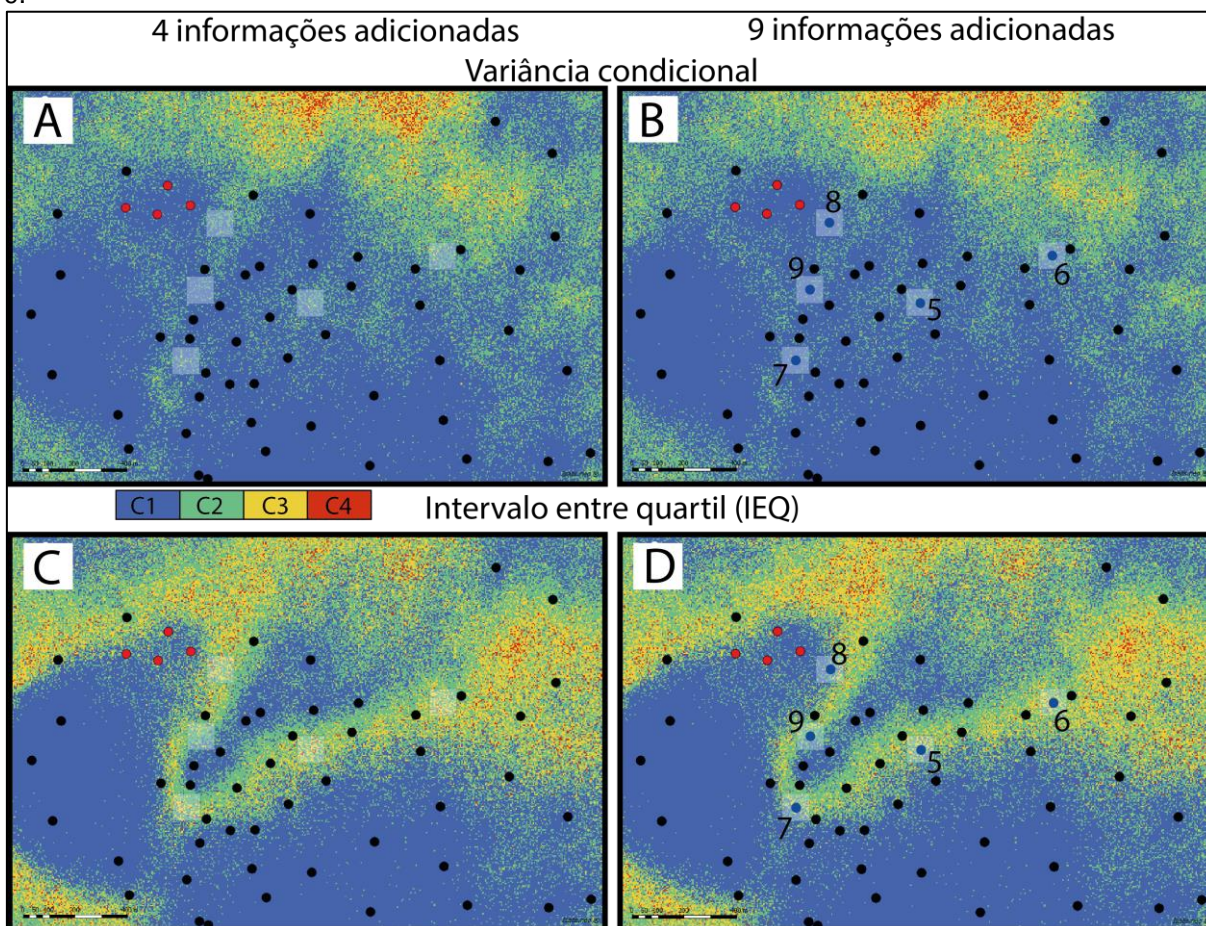 4 informações adicionadas 9 informações adicionadas
Variância condicional
A B
8
9
6
5
7
C1 C2 C3 C4 Intervalo entre quartil (IEQ)
C D
8
9
6
5
7